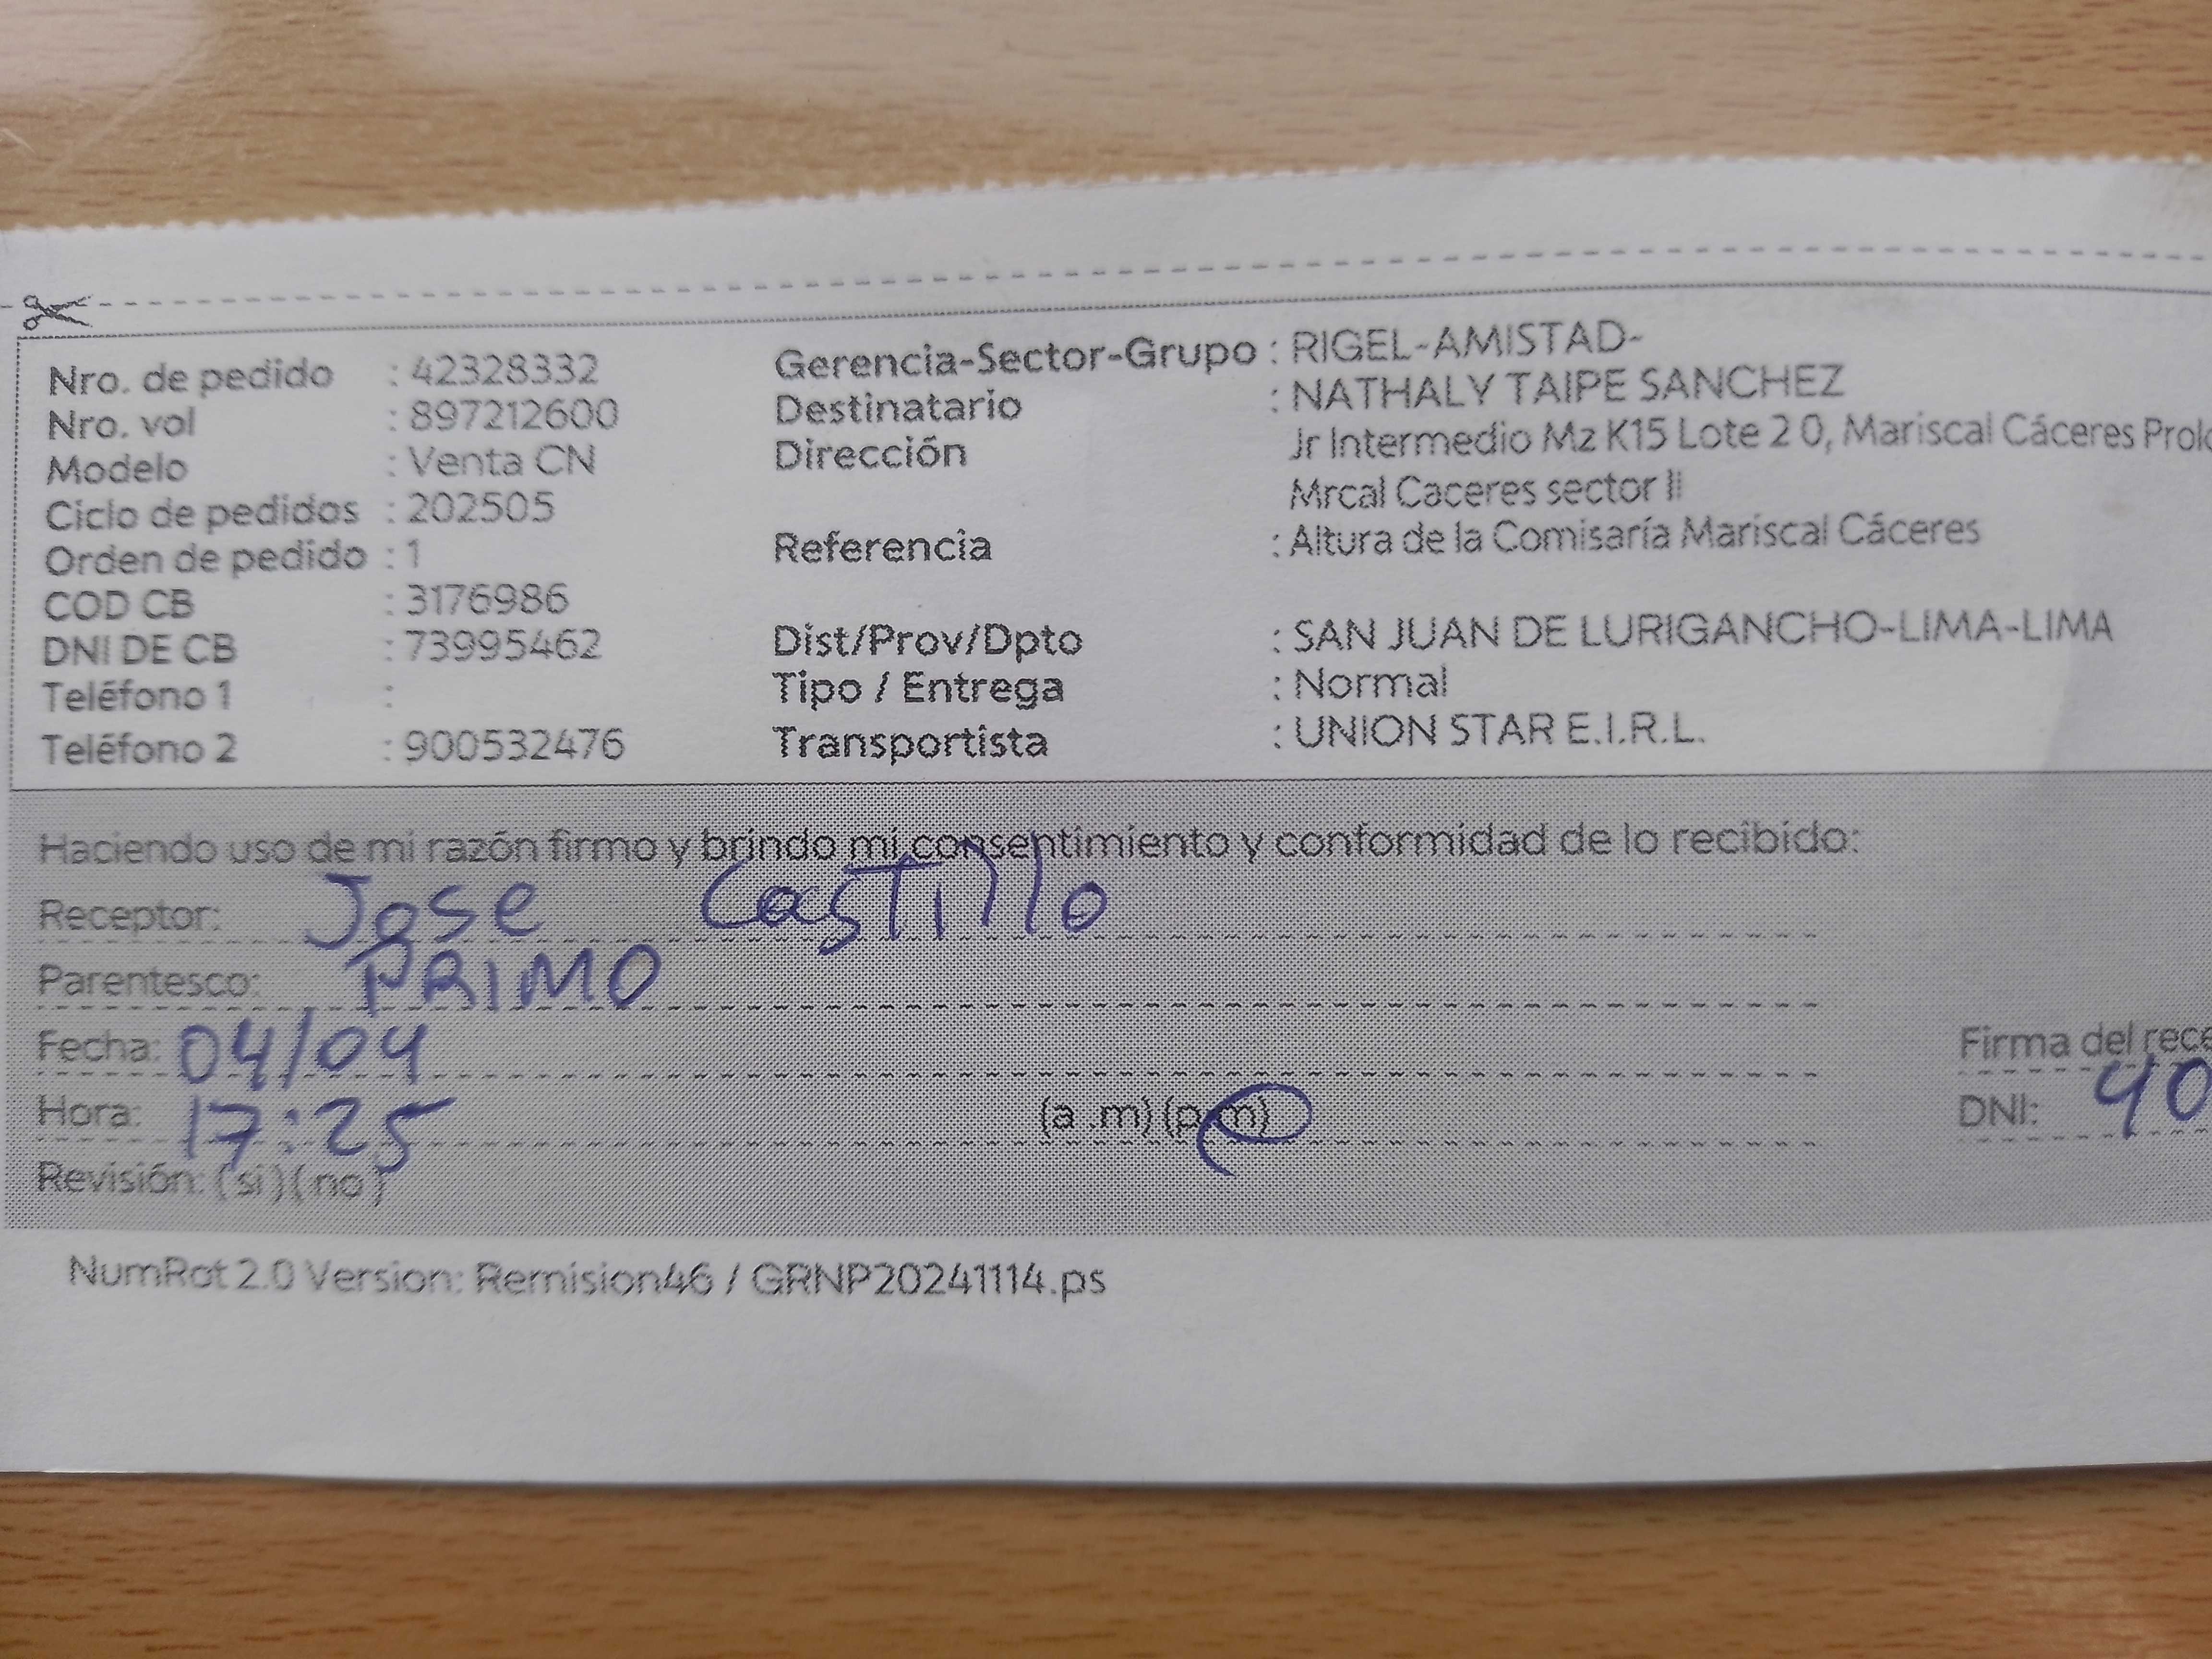 Nro. de pedido : 42328332 Gerencia-Sector-Grupo : RIGEL-AMISTAD-
Nro. vol : 897212600 Destinatario : NATHALY TAIPE SANCHEZ
Modelo : Venta CN Dirección Jr Intermedio Mz K15 Lote 2 0, Mariscal Cáceres
Ciclo de pedidos : 202505 Mrcal Caceres sector Ii
Orden de pedido : 1 Referencia : Altura de la Comisaría Mariscal Cáceres
COD CB : 3176986
DNI DE CB : 73995462 Dist/Prov/Dpto : SAN JUAN DE LURIGANCHO-LIMA-LIMA
Teléfono 1 : Tipo / Entrega : Normal
Teléfono 2 : 900532476 Transportista : UNION STAR E.I.R.L.
Haciendo uso de mi razón firmo y brindo mi consentimiento y conformidad de lo recibido:
Receptor: Jose Castillo
Parentesco: PRIMO
Fecha: 04/04 Firma del
Hora: 17:25 (a .m) (p.m) DNI: 40
Revisión: ( si ) ( no )
NumRot 2.0 Version: Remision46 / GRNP20241114.ps